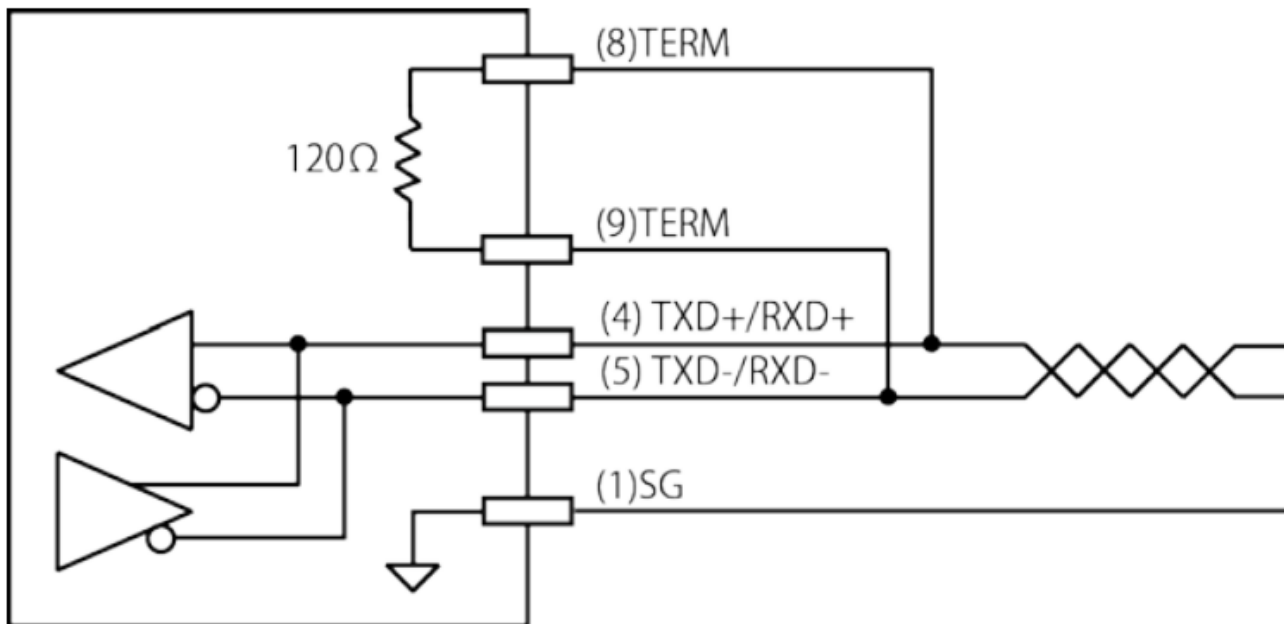 (8)TERM
120Ω
(9)TERM
(4) TXD+/RXD+
(5) TXD-/RXD-
(1)SG